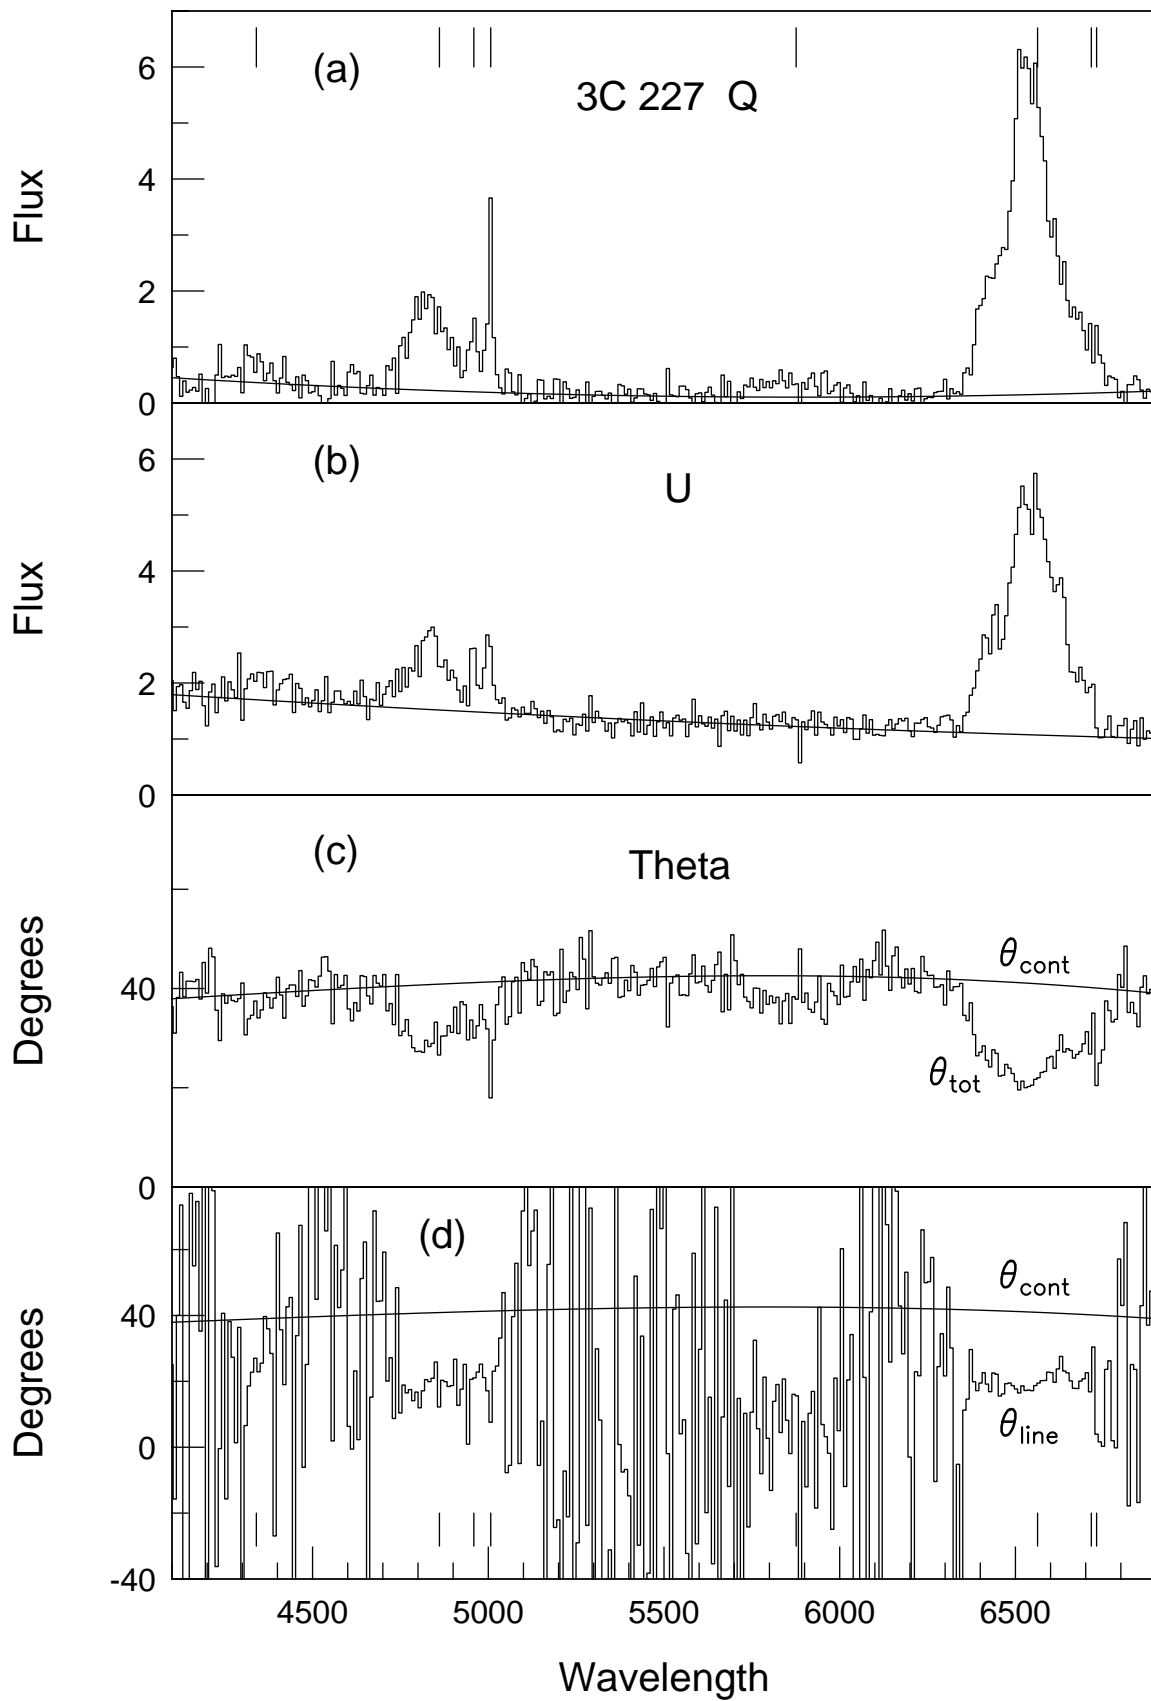 (a)
3C 227 Q
Flux
6
4
2
0
(b)
U
Flux
6
4
2
0
(c)
Theta
Degrees
40
0
θcont
θtot
(d)
Degrees
40
0
-40
θcont
θline
4500 5000 5500 6000 6500
Wavelength